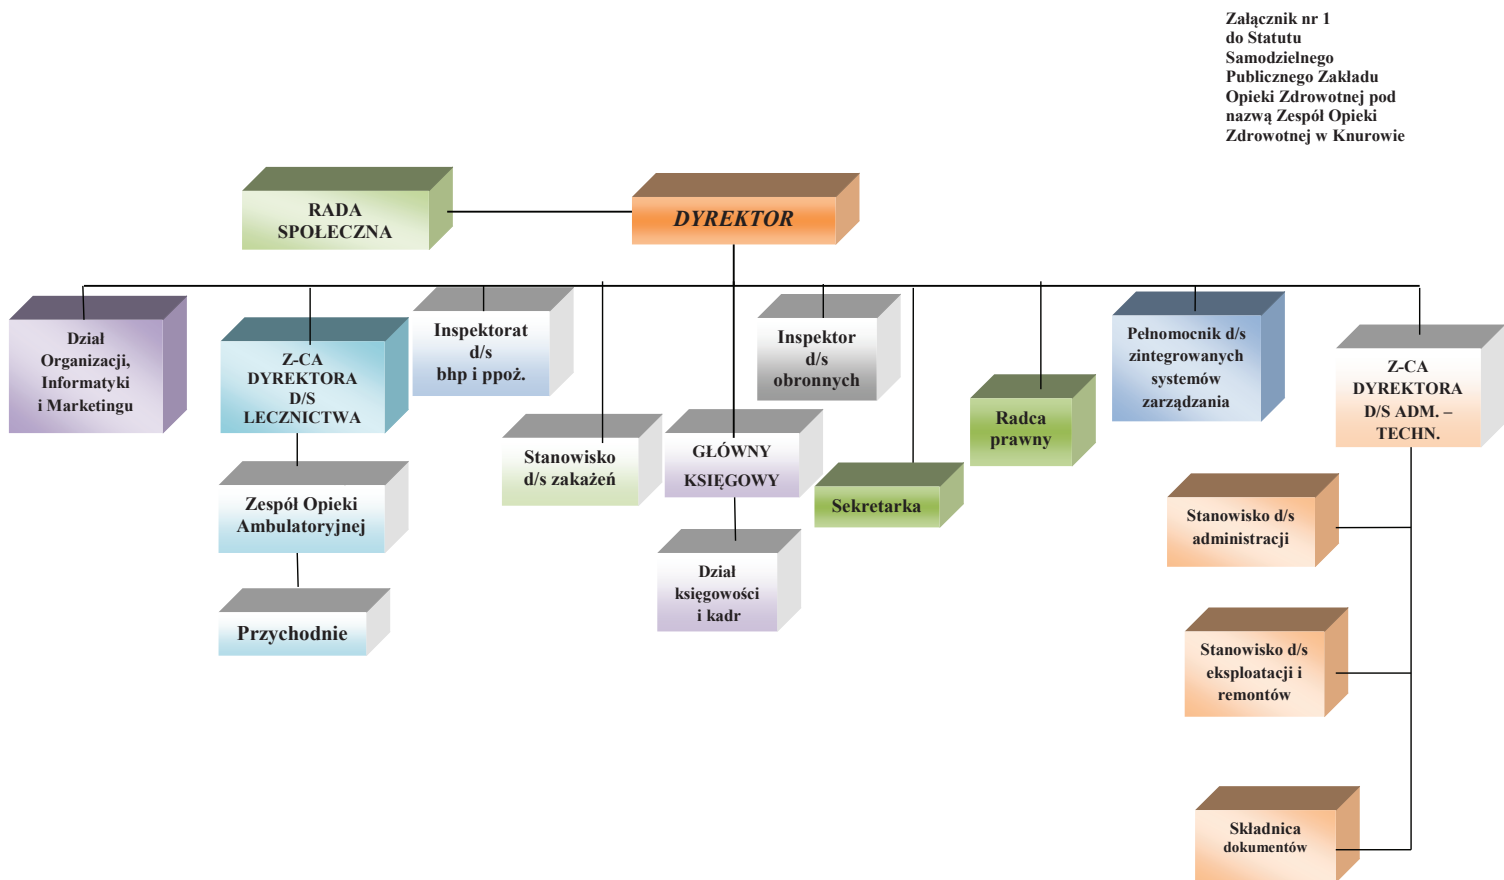 Załącznik nr 1
do Statutu
Samodzielnego
Publicznego Zakładu
Opieki Zdrowotnej pod
nazwą Zespół Opieki
Zdrowotnej w Knurowie
RADA
SPOŁECZNA
DYREKTOR
Dział
Organizacji,
Informatyki
i Marketingu
Z-CA
DYREKTORA
D/S
LECZNICTWA
Inspektorat
d/s
bhp i ppoż.
Stanowisko
d/s zakażeń
GŁÓWNY
KSIĘGOWY
Inspektor
d/s
obronnych
Sekretarka
Radca
prawny
Pełnomocnik d/s
zintegrowanych
systemów
zarządzania
Z-CA
DYREKTORA
D/S ADM. –
TECHN.
Zespół Opieki
Ambulatoryjnej
Przychodnie
Dział
księgowości
i kadr
Stanowisko d/s
administracji
Stanowisko d/s
eksploatacji i
remontów
Składnica
dokumentów